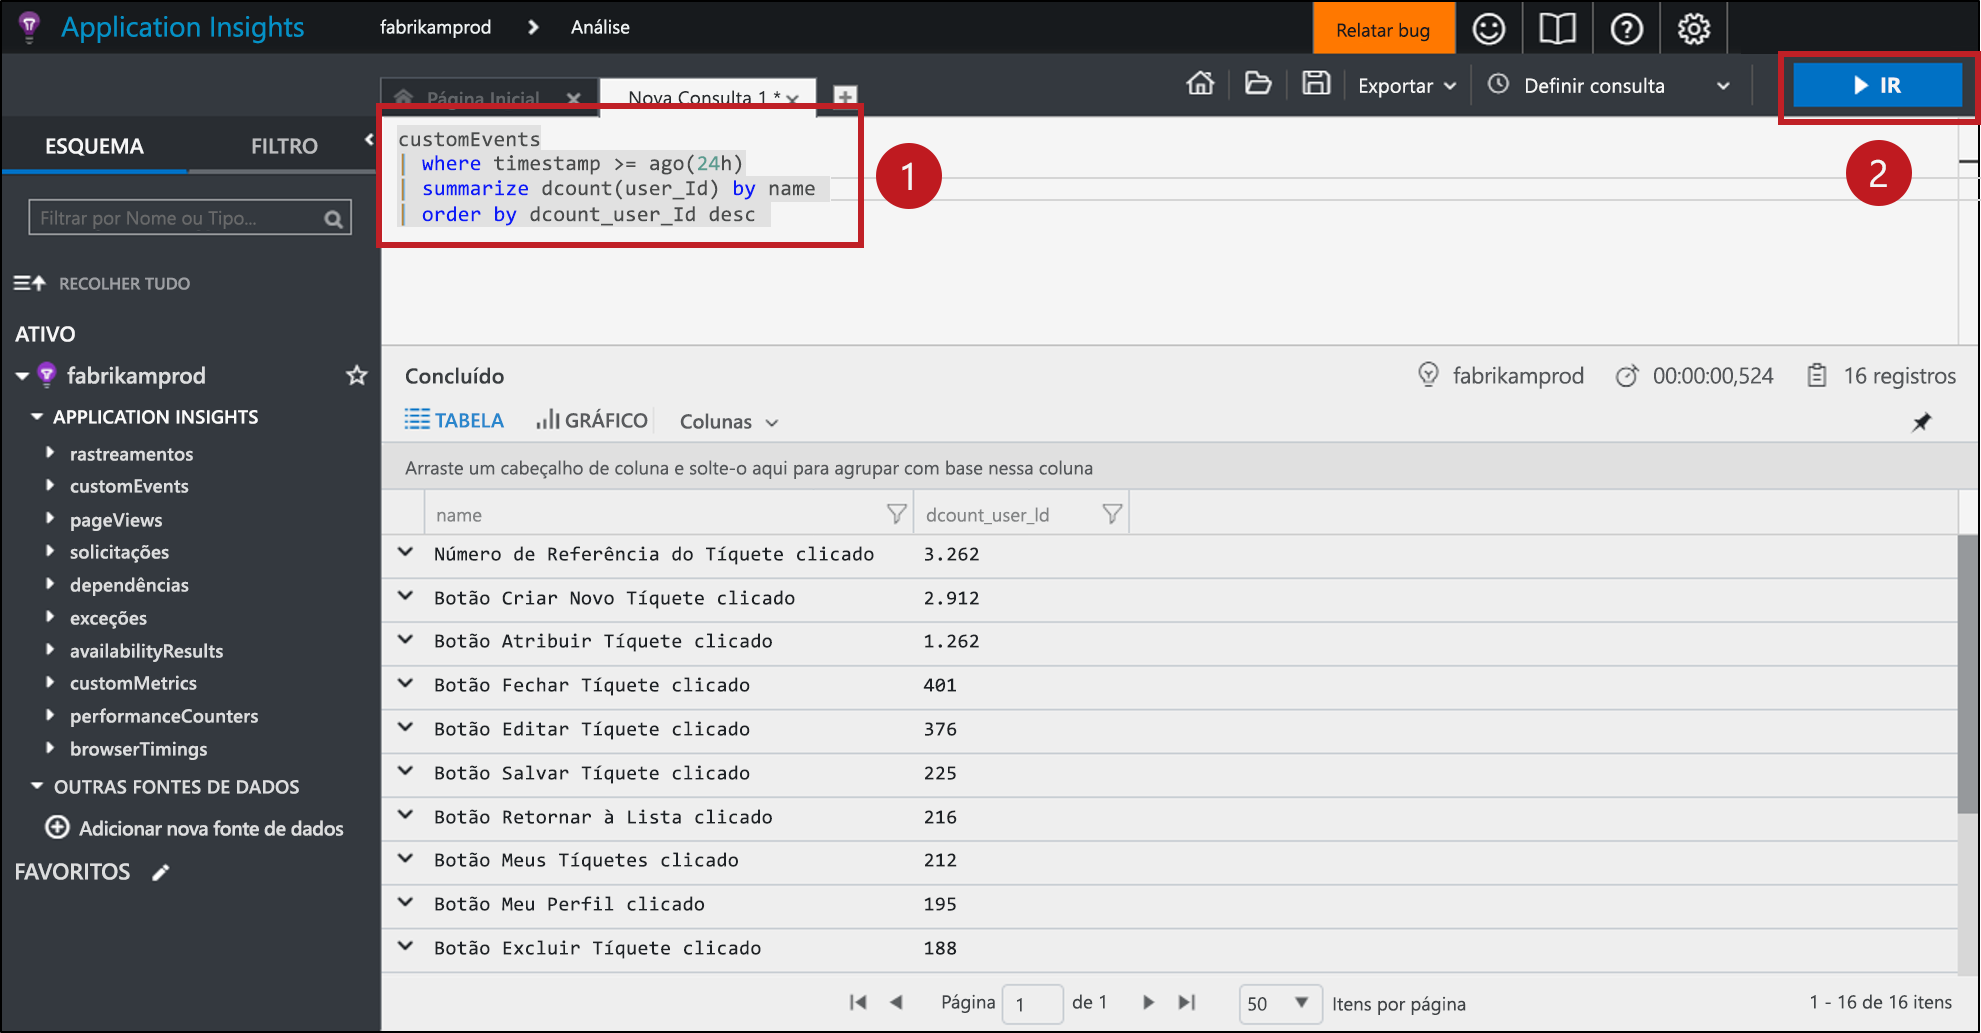 Application Insights
fabrikamprod
Análise
Relatar bug
Página Inicial
Nova Consulta 1 *
Exportar
Definir consulta
IR
ESQUEMA
FILTRO
customEvents
| where timestamp >= ago(24h)
| summarize dcount(user_Id) by name
| order by dcount_user_Id desc
1
2
Filtrar por Nome ou Tipo...
RECOLHER TUDO
ATIVO
fabrikamprod
APPLICATION INSIGHTS
rastreamentos
customEvents
pageViews
solicitações
dependências
exceções
availabilityResults
customMetrics
performanceCounters
browserTimings
OUTRAS FONTES DE DADOS
Adicionar nova fonte de dados
FAVORITOS
Concluído
fabrikamprod
00:00:00,524
16 registros
TABELA
GRÁFICO
Colunas
Arraste um cabeçalho de coluna e solte-o aqui para agrupar com base nessa coluna
name
dcount_user_Id
Número de Referência do Tíquete clicado 3.262
Botão Criar Novo Tíquete clicado 2.912
Botão Atribuir Tíquete clicado 1.262
Botão Fechar Tíquete clicado 401
Botão Editar Tíquete clicado 376
Botão Salvar Tíquete clicado 225
Botão Retornar à Lista clicado 216
Botão Meus Tíquetes clicado 212
Botão Meu Perfil clicado 195
Botão Excluir Tíquete clicado 188
Página 1 de 1
50 Itens por página
1 - 16 de 16 itens